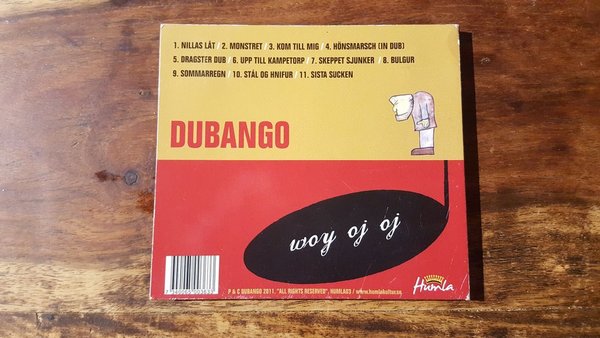 1. NILLAS LÅT / 2. MONSTRET / 3. KOM TILL MIG / 4. HÖNSMARSCH (IN DUB)
5. DRAGSTER DUB / 6. UPP TILL KAMPETORP / 7. SKEPPET SJUNKER / 8. BULGUR
9. SOMMARREGN / 10. STÅL OG HNIFUR / 11. SISTA SUCKEN
DUBANGO
woy oj oj
P & C DUBANGO 2011. "ALL RIGHTS RESERVED". HUMLA03 / www.humlakultur.se
Humla